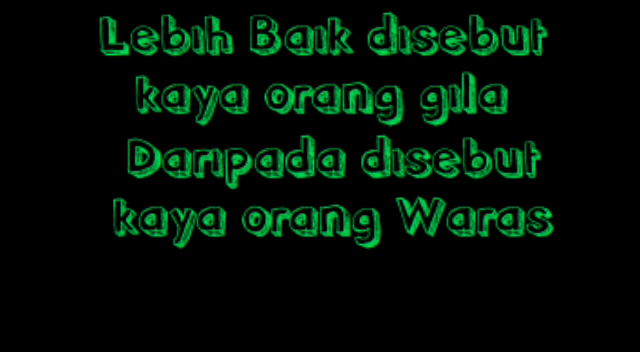 Lebih Baik disebut
kaya orang gila
Daripada disebut
kaya orang Waras